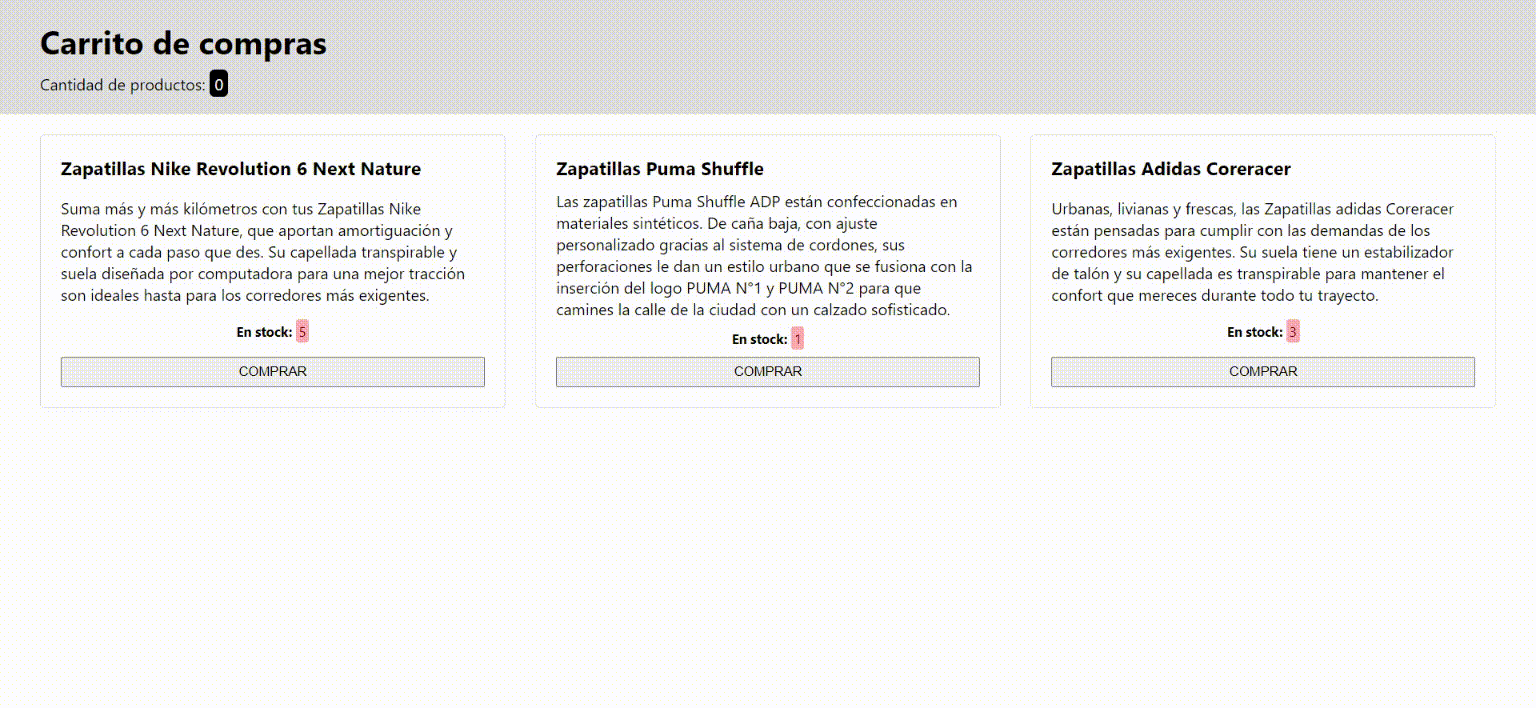 Carrito de compras
Cantidad de productos: 0
Zapatillas Nike Revolution 6 Next Nature
Suma más y más kilómetros con tus Zapatillas Nike
Revolution 6 Next Nature, que aportan amortiguación y
confort a cada paso que des. Su capellada transpirable y
suela diseñada por computadora para una mejor tracción
son ideales hasta para los corredores más exigentes.
En stock: 5
COMPRAR
Zapatillas Puma Shuffle
Las zapatillas Puma Shuffle ADP están confeccionadas en
materiales sintéticos. De caña baja, con ajuste
personalizado gracias al sistema de cordones, sus
perforaciones le dan un estilo urbano que se fusiona con la
inserción del logo PUMA N°1 y PUMA N°2 para que
camines la calle de la ciudad con un calzado sofisticado.
En stock: 1
COMPRAR
Zapatillas Adidas Coreracer
Urbanas, livianas y frescas, las Zapatillas adidas Coreracer
están pensadas para cumplir con las demandas de los
corredores más exigentes. Su suela tiene un estabilizador
de talón y su capellada es transpirable para mantener el
confort que mereces durante todo tu trayecto.
En stock: 3
COMPRAR